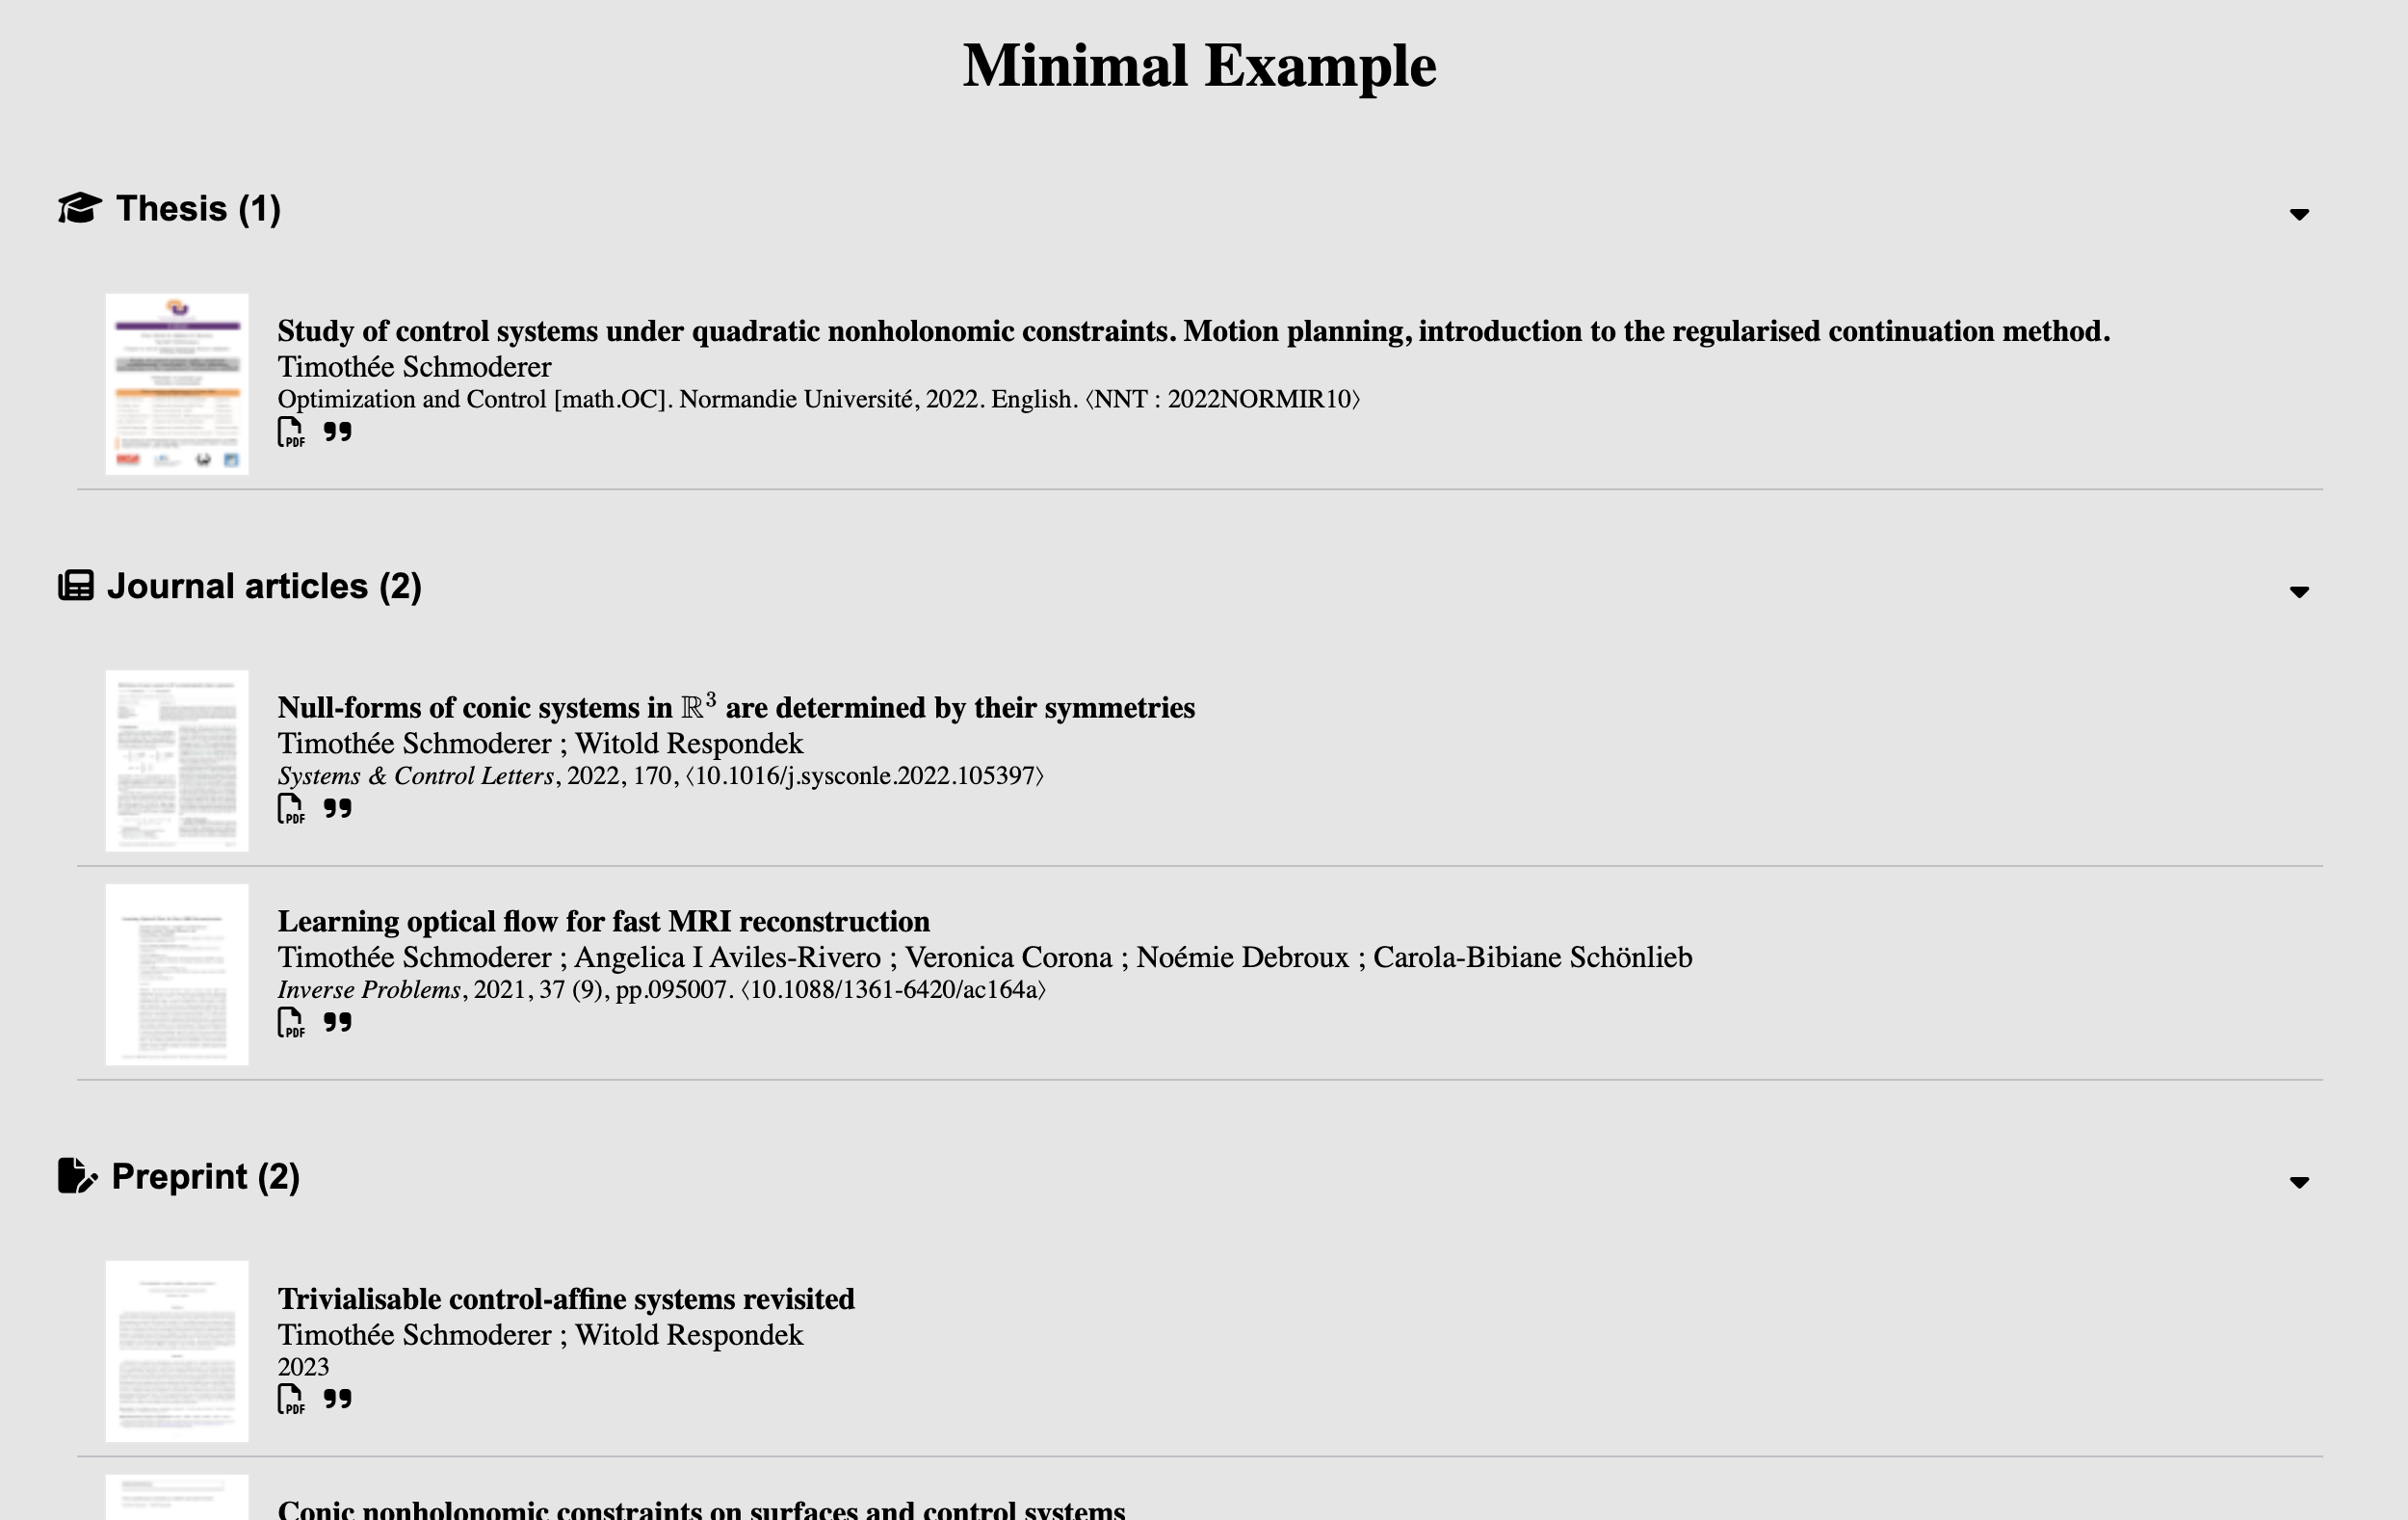 Minimal Example
Thesis (1)
Study of control systems under quadratic nonholonomic constraints. Motion planning, introduction to the regularised continuation method.
Timothée Schmoderer
Optimization and Control [math.OC]. Normandie Université, 2022. English. ⟨NNT : 2022NORMIR10⟩
PDF
Journal articles (2)
Null-forms of conic systems in ℝ³ are determined by their symmetries
Timothée Schmoderer ; Witold Respondek
Systems & Control Letters, 2022, 170, ⟨10.1016/j.sysconle.2022.105397⟩
PDF
Learning optical flow for fast MRI reconstruction
Timothée Schmoderer ; Angelica I Aviles-Rivero ; Veronica Corona ; Noémie Debroux ; Carola-Bibiane Schönlieb
Inverse Problems, 2021, 37 (9), pp.095007. ⟨10.1088/1361-6420/ac164a⟩
PDF
Preprint (2)
Trivialisable control-affine systems revisited
Timothée Schmoderer ; Witold Respondek
2023
PDF
Conic nonholonomic constraints on surfaces and control systems